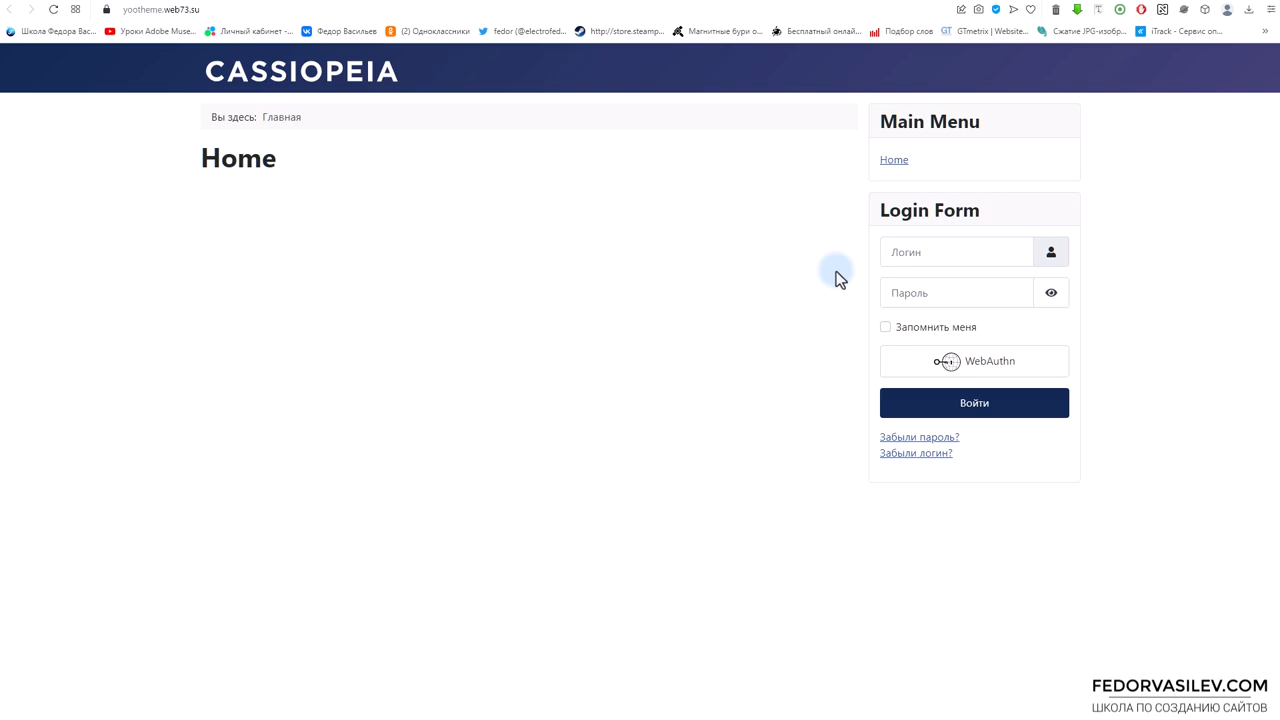 yootheme.web73.su
Школа Федора Вас...
Уроки Adobe Muse...
Личный кабинет -...
Федор Васильев
(2) Одноклассники
fedor (@electrofed...
http://store.steamp...
Магнитные бури о...
Бесплатный онлай...
Подбор слов
GT
GTmetrix | Website...
Сжатие JPG-изобр...
iTrack - Сервис оп...
»
CASSIOPEIA
Вы здесь: Главная
Home
Main Menu
Home
Login Form
Логин
Пароль
Запомнить меня
WebAuthn
Войти
Забыли пароль?
Забыли логин?
FEDORVASILEV.COM
ШКОЛА ПО СОЗДАНИЮ САЙТОВ